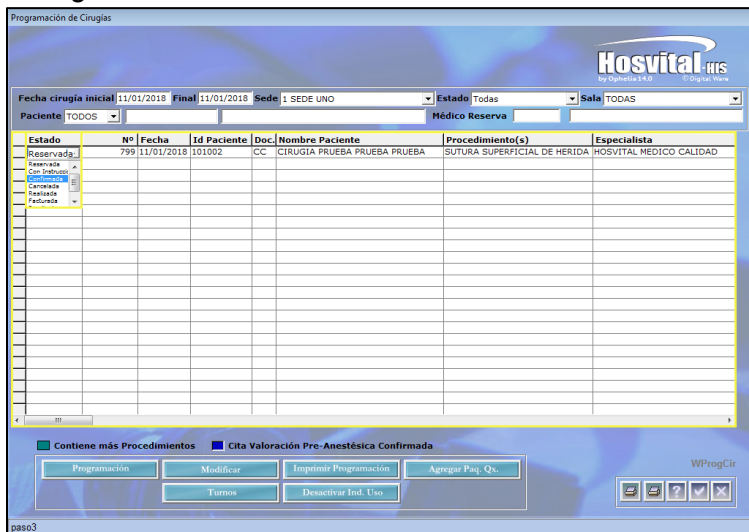 Programación de Cirugías
Hosvital-HIS
by Ophelia14.0 © Digital Ware
Fecha cirugía inicial 11/01/2018 Final 11/01/2018 Sede 1 SEDE UNO Estado Todas Sala TODAS
Paciente TODOS Médico Reserva
Estado Nº Fecha Id Paciente Doc. Nombre Paciente Procedimiento(s) Especialista
Reservada 799 11/01/2018 101002 CC CIRUGIA PRUEBA PRUEBA PRUEBA SUTURA SUPERFICIAL DE HERIDA HOSVITAL MEDICO CALIDAD
Reservada
Con Instrucci
Confirmada
Cancelada
Realizada
Facturada
Contiene más Procedimientos Cita Valoración Pre-Anestésica Confirmada
Programación Modificar Imprimir Programación Agregar Paq. Qx. WProgCir
Turnos Desactivar Ind. Uso
paso3